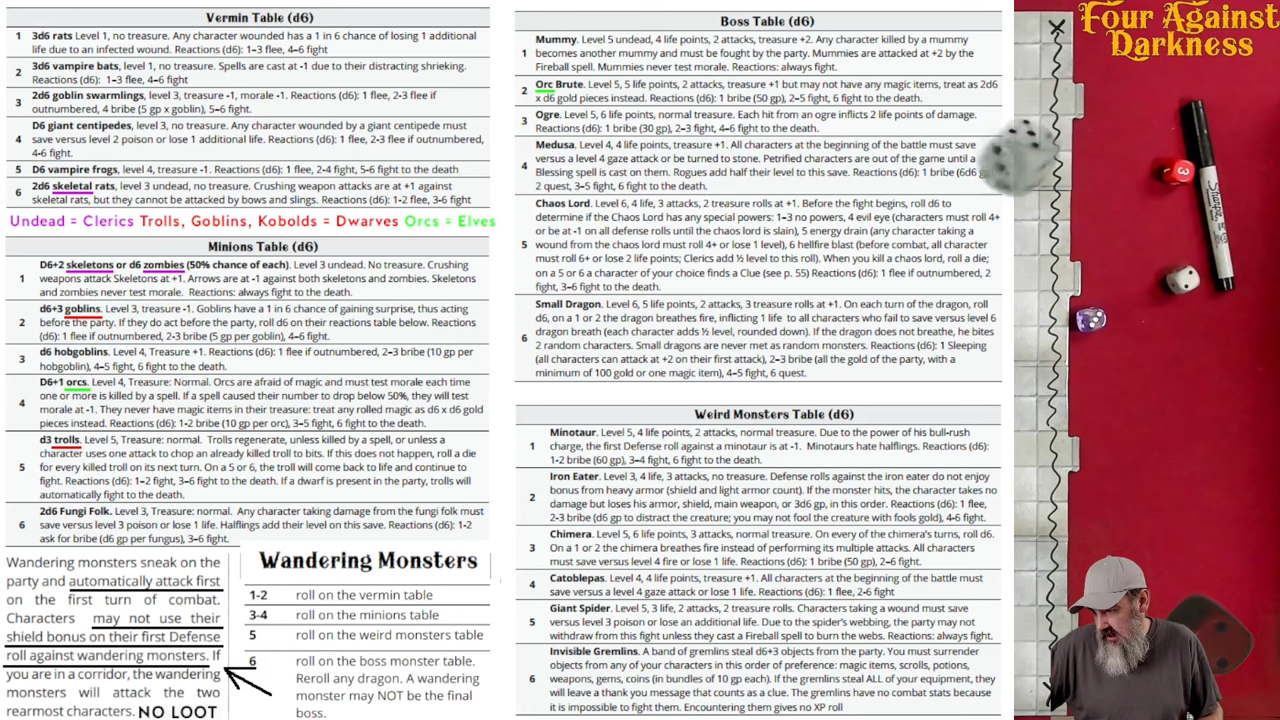 Vermin Table (d6)
1 3d6 rats Level 1, no treasure. Any character wounded has a 1 in 6 chance of losing 1 additional
life due to an infected wound. Reactions (d6): 1–3 flee, 4–6 fight
2 3d6 vampire bats, level 1, no treasure. Spells are cast at -1 due to their distracting shrieking.
Reactions (d6): 1–3 flee, 4–6 fight
3 2d6 goblin swarmlings, level 3, treasure -1, morale -1. Reactions (d6): 1 flee, 2-3 flee if
outnumbered, 4 bribe (5 gp x goblin), 5–6 fight.
4 D6 giant centipedes, level 3, no treasure. Any character wounded by a giant centipede must
save versus level 2 poison or lose 1 additional life. Reactions (d6): 1 flee, 2-3 flee if outnumbered,
4–6 fight.
5 D6 vampire frogs, level 4, treasure -1. Reactions (d6): 1 flee, 2-4 fight, 5-6 fight to the death
6 2d6 skeletal rats, level 3 undead, no treasure. Crushing weapon attacks are at +1 against
skeletal rats, but they cannot be attacked by bows and slings. Reactions (d6): 1-2 flee, 3-6 fight
Undead = Clerics Trolls, Goblins, Kobolds = Dwarves Orcs = Elves
Minions Table (d6)
1 D6+2 skeletons or d6 zombies (50% chance of each). Level 3 undead. No treasure. Crushing
weapons attack Skeletons at +1. Arrows are at -1 against both skeletons and zombies. Skeletons
and zombies never test morale. Reactions: always fight to the death.
2 d6+3 goblins. Level 3, treasure -1. Goblins have a 1 in 6 chance of gaining surprise, thus acting
before the party. If they do act before the party, roll d6 on their reactions table below. Reactions
(d6): 1 flee if outnumbered, 2-3 bribe (5 gp per goblin), 4–6 fight.
3 d6 hobgoblins. Level 4, Treasure +1. Reactions (d6): 1 flee if outnumbered, 2–3 bribe (10 gp per
hobgoblin), 4–5 fight, 6 fight to the death.
4 D6+1 orcs. Level 4, Treasure: Normal. Orcs are afraid of magic and must test morale each time
one or more is killed by a spell. If a spell caused their number to drop below 50%, they will test
morale at -1. They never have magic items in their treasure: treat any rolled magic as d6 x d6 gold
pieces instead. Reactions (d6): 1-2 bribe (10 gp per orc), 3–5 fight, 6 fight to the death.
5 d3 trolls. Level 5, Treasure: normal. Trolls regenerate, unless killed by a spell, or unless a
character uses one attack to chop an already killed troll to bits. If this does not happen, roll a die
for every killed troll on its next turn. On a 5 or 6, the troll will come back to life and continue to
fight. Reactions (d6): 1–2 fight, 3–6 fight to the death. If a dwarf is present in the party, trolls will
automatically fight to the death.
6 2d6 Fungi Folk. Level 3, Treasure: normal. Any character taking damage from the fungi folk must
save versus level 3 poison or lose 1 life. Halflings add their level on this save. Reactions (d6): 1-2
ask for bribe (d6 gp per fungus), 3–6 fight.
Wandering monsters sneak on the
party and automatically attack first
on the first turn of combat.
Characters may not use their
shield bonus on their first Defense
roll against wandering monsters. If
you are in a corridor, the wandering
monsters will attack the two
rearmost characters. NO LOOT
Wandering Monsters
1-2 roll on the vermin table
3-4 roll on the minions table
5 roll on the weird monsters table
6 roll on the boss monster table.
Reroll any dragon. A wandering
monster may NOT be the final
boss.
Boss Table (d6)
1 Mummy. Level 5 undead, 4 life points, 2 attacks, treasure +2. Any character killed by a mummy
becomes another mummy and must be fought by the party. Mummies are attacked at +2 by the
Fireball spell. Mummies never test morale. Reactions: always fight.
2 Orc Brute. Level 5, 5 life points, 2 attacks, treasure +1 but may not have any magic items, treat as 2d6
x d6 gold pieces instead. Reactions (d6): 1 bribe (50 gp), 2–5 fight, 6 fight to the death.
3 Ogre. Level 5, 6 life points, normal treasure. Each hit from an ogre inflicts 2 life points of damage.
Reactions (d6): 1 bribe (30 gp), 2–3 fight, 4–6 fight to the death.
4 Medusa. Level 4, 4 life points, treasure +1. All characters at the beginning of the battle must save
versus a level 4 gaze attack or be turned to stone. Petrified characters are out of the game until a
Blessing spell is cast on them. Rogues add half their level to this save. Reactions (d6): 1 bribe (6d6 gp
2 quest, 3–5 fight, 6 fight to the death.
5 Chaos Lord. Level 6, 4 life, 3 attacks, 2 treasure rolls at +1. Before the fight begins, roll d6 to
determine if the Chaos Lord has any special powers: 1–3 no powers, 4 evil eye (characters must roll 4+
or be at -1 on all defense rolls until the chaos lord is slain), 5 energy drain (any character taking a
wound from the chaos lord must roll 4+ or lose 1 level), 6 hellfire blast (before combat, all character
must roll 6+ or lose 2 life points; Clerics add ½ level to this roll). When you kill a chaos lord, roll a die;
on a 5 or 6 a character of your choice finds a Clue (see p. 55) Reactions (d6): 1 flee if outnumbered, 2
fight, 3–6 fight to the death.
6 Small Dragon. Level 6, 5 life points, 2 attacks, 3 treasure rolls at +1. On each turn of the dragon, roll
d6, on a 1 or 2 the dragon breathes fire, inflicting 1 life to all characters who fail to save versus level 6
dragon breath (each character adds ½ level, rounded down). If the dragon does not breathe, he bites
2 random characters. Small dragons are never met as random monsters. Reactions (d6): 1 Sleeping
(all characters can attack at +2 on their first attack), 2–3 bribe (all the gold of the party, with a
minimum of 100 gold or one magic item), 4–5 fight, 6 quest.
Weird Monsters Table (d6)
1 Minotaur. Level 5, 4 life points, 2 attacks, normal treasure. Due to the power of his bull-rush
charge, the first Defense roll against a minotaur is at -1. Minotaurs hate halflings. Reactions (d6):
1-2 bribe (60 gp), 3–4 fight, 6 fight to the death.
2 Iron Eater. Level 3, 4 life, 3 attacks, no treasure. Defense rolls against the iron eater do not enjoy
bonus from heavy armor (shield and light armor count). If the monster hits, the character takes no
damage but loses his armor, shield, main weapon, or 3d6 gp, in this order. Reactions (d6): 1 flee,
2–3 bribe (d6 gp to distract the creature; you may not fool the creature with fools gold), 4-6 fight.
3 Chimera. Level 5, 6 life points, 3 attacks, normal treasure. On every of the chimera's turns, roll d6.
On a 1 or 2 the chimera breathes fire instead of performing its multiple attacks. All characters
must save versus level 4 fire or lose 1 life. Reactions (d6): 1 bribe (50 gp), 2–6 fight.
4 Catoblepas. Level 4, 4 life points, treasure +1. All characters at the beginning of the battle must
save versus a level 4 gaze attack or lose 1 life. Reactions (d6): 1 flee, 2-6 fight
5 Giant Spider. Level 5, 3 life, 2 attacks, 2 treasure rolls. Characters taking a wound must save
versus level 3 poison or lose an additional life. Due to the spider's webbing, the party may not
withdraw from this fight unless they cast a Fireball spell to burn the webs. Reactions: always fight.
6 Invisible Gremlins. A band of gremlins steal d6+3 objects from the party. You must surrender
objects from any of your characters in this order of preference: magic items, scrolls, potions,
weapons, gems, coins (in bundles of 10 gp each). If the gremlins steal ALL of your equipment, they
will leave a thank you message that counts as a clue. The gremlins have no combat stats because
it is impossible to fight them. Encountering them gives no XP roll
Four Against
Darkness
Sharpie